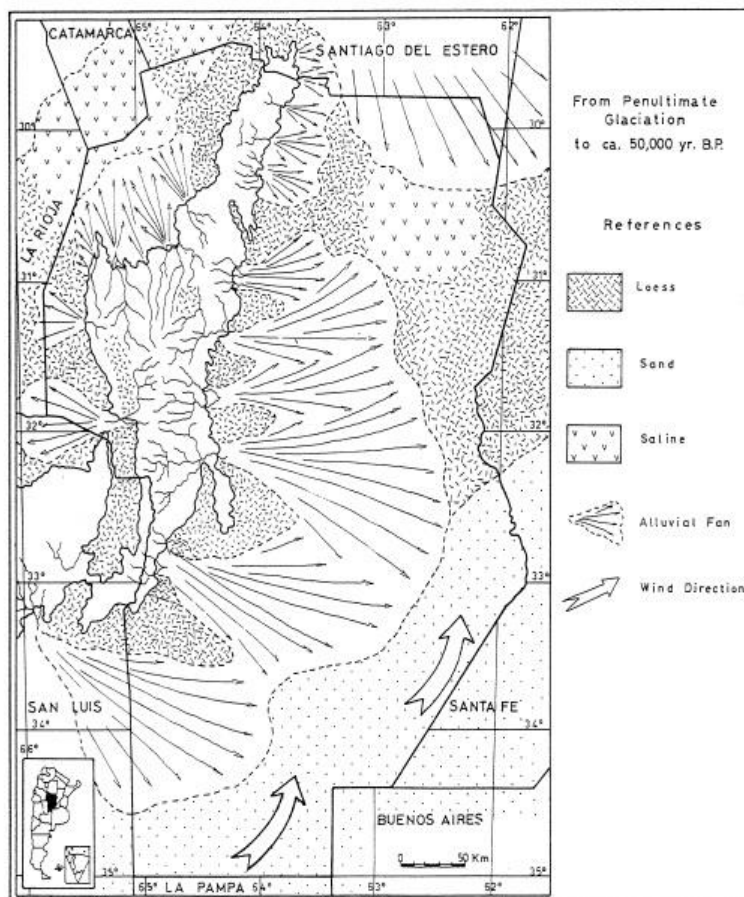 CATAMARCA
65°
64°
63°
62°
SANTIAGO DEL ESTERO
30°
30°
LA RIOJA
31°
31°
32°
32°
33°
33°
SAN LUIS
SANTA FE
34°
34°
66°
BUENOS AIRES
0 50 Km
35°
65°
LA PAMPA
64°
63°
62°
35°
From Penultimate
Glaciation
to ca. 50,000 yr. B.P.
References
Loess
Sand
Saline
Alluvial Fan
Wind Direction